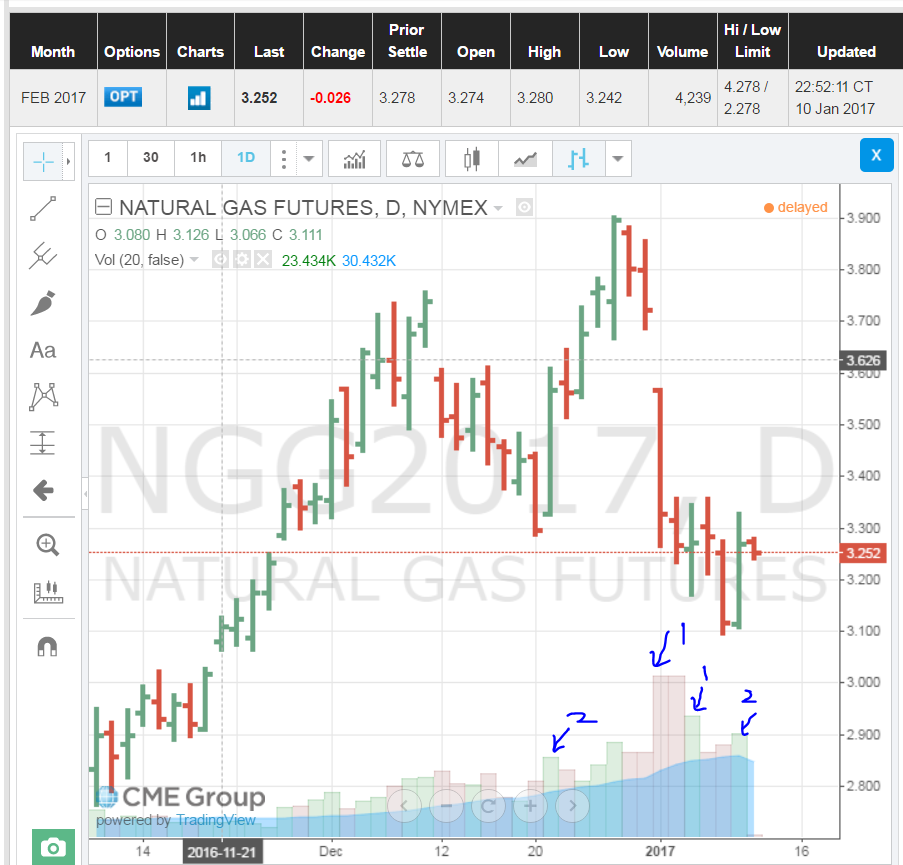 Month Options Charts Last Change Prior Settle Open High Low Volume Hi / Low Limit Updated
FEB 2017 OPT 3.252 -0.026 3.278 3.274 3.280 3.242 4,239 4.278 / 2.278 22:52:11 CT 10 Jan 2017
1 30 1h 1D X
NATURAL GAS FUTURES, D, NYMEX
delayed
O 3.080 H 3.126 L 3.066 C 3.111
Vol (20, false) 23.434K 30.432K
Aa
3.900
3.800
3.700
3.626
3.600
3.500
3.400
3.300
3.252
3.200
3.100
3.000
2.900
2.800
NGG2017, D
NATURAL GAS FUTURES
1
1
2
2
CME Group
powered by TradingView
14 2016-11-21 Dec 12 20 2017 16